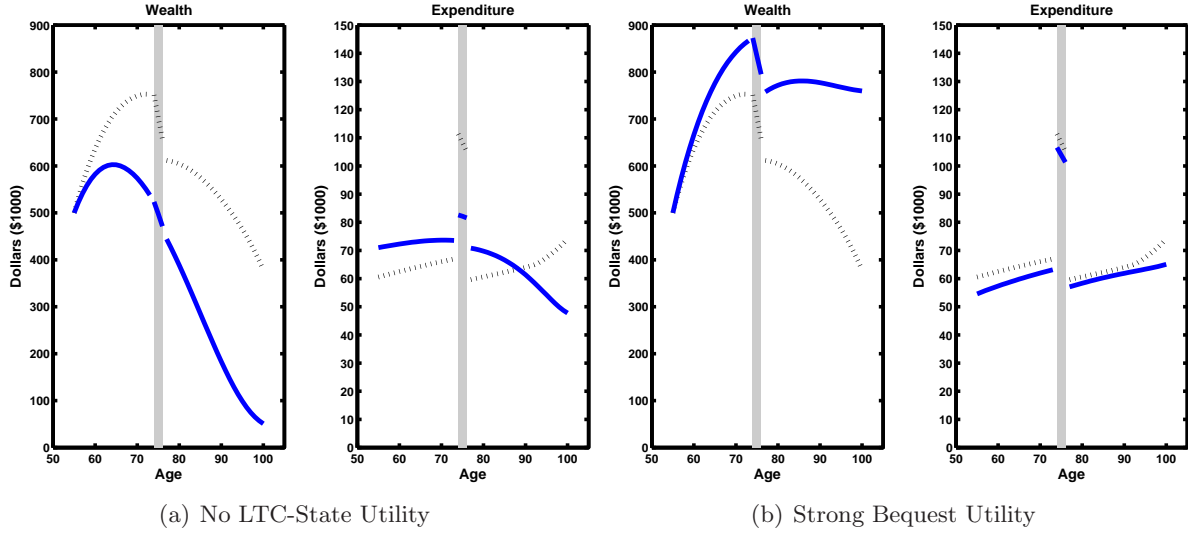 Wealth
900
800
700
600
500
400
300
200
100
0
50 60 70 80 90 100
Age
Dollars ($1000)
Expenditure
150
140
130
120
110
100
90
80
70
60
50
40
30
20
10
0
50 60 70 80 90 100
Age
Dollars ($1000)
(a) No LTC-State Utility
Wealth
900
800
700
600
500
400
300
200
100
0
50 60 70 80 90 100
Age
Dollars ($1000)
Expenditure
150
140
130
120
110
100
90
80
70
60
50
40
30
20
10
0
50 60 70 80 90 100
Age
Dollars ($1000)
(b) Strong Bequest Utility